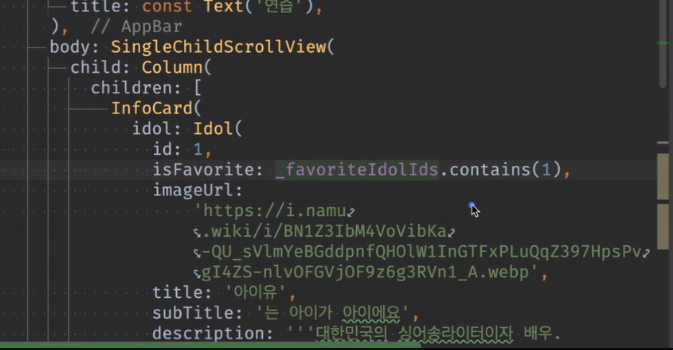 title: const Text('연습'),
), // AppBar
body: SingleChildScrollView(
child: Column(
children: [
InfoCard(
idol: Idol(
id: 1,
isFavorite: _favoriteIdolIds.contains(1),
imageUrl:
'https://i.namu
.wiki/i/BN1Z3IbM4VoVibKa
-QU_sVlmYeBGddpnfQHOlW1InGTFxPLuQqZ397HpsPv
gI4ZS-nlvOFGVjOF9z6g3RVn1_A.webp',
title: '아이유',
subTitle: '는 아이가 아이에요',
description: '''대한민국의 싱어송라이터이자 배우.